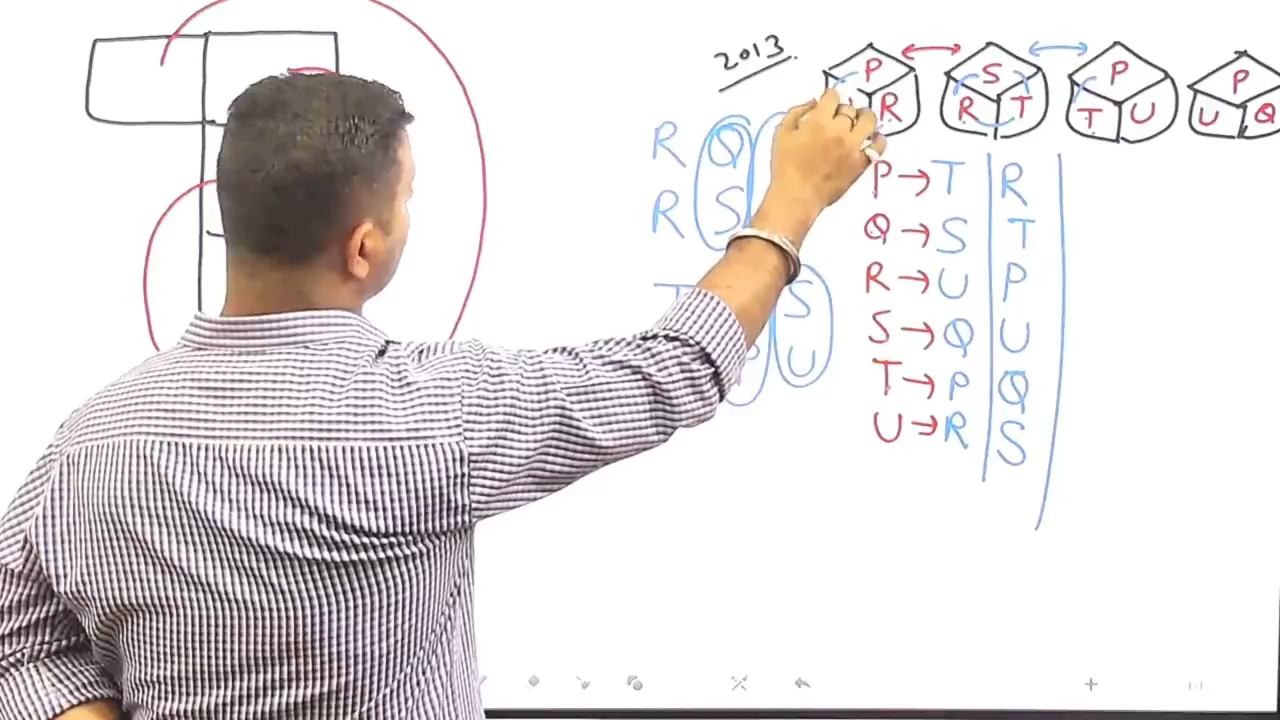 2013
P
R
S
R T
P
T U
P
U Q
R Q
R S
P → T R
Q → S T
T S
R → U P
S → Q U
U
T → P Q
U → R S